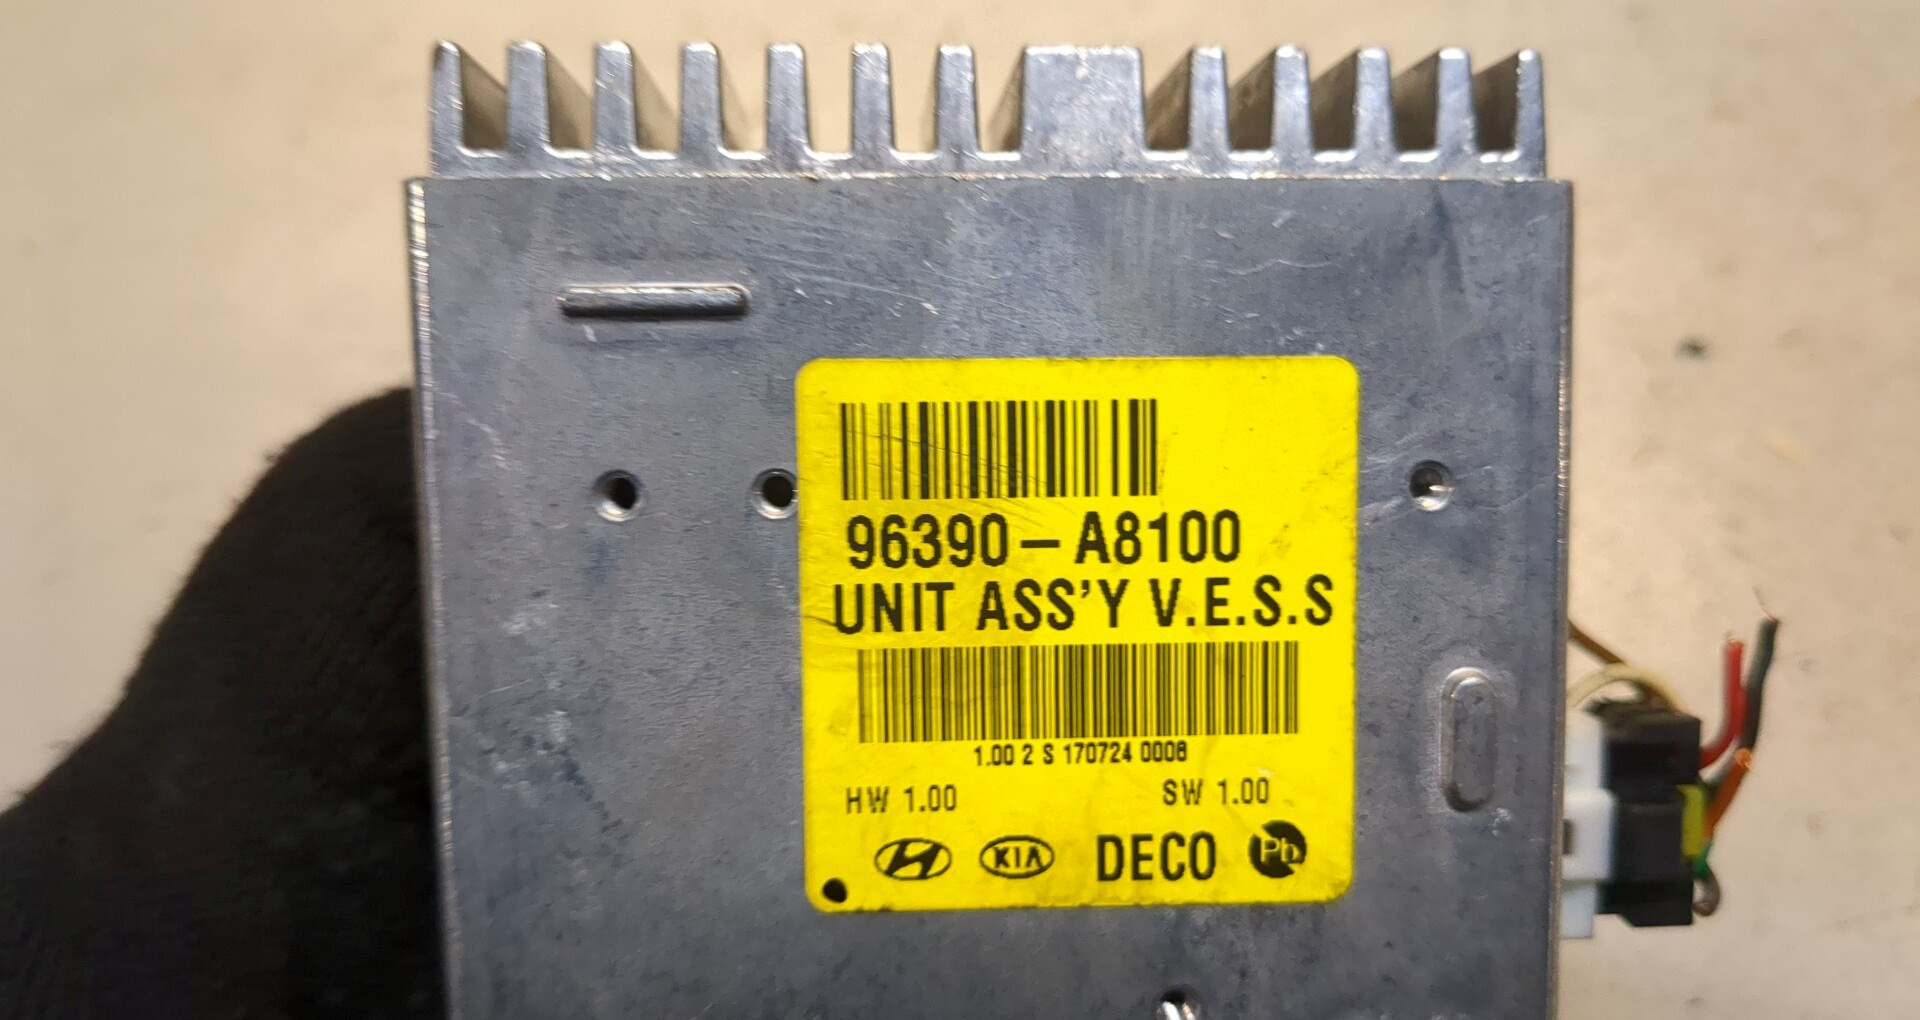 96390-A8100
UNIT ASS'Y V.E.S.S
1.00 2 S 170724 0008
HW 1.00 SW 1.00
KIA DECO Pb